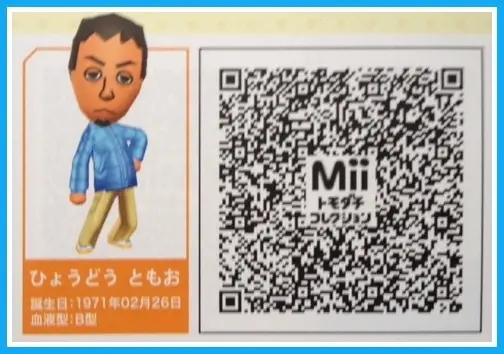 ひょうどう ともお
誕生日:1971年02月26日
血液型:B型
Mii
トモダチ
コレクション